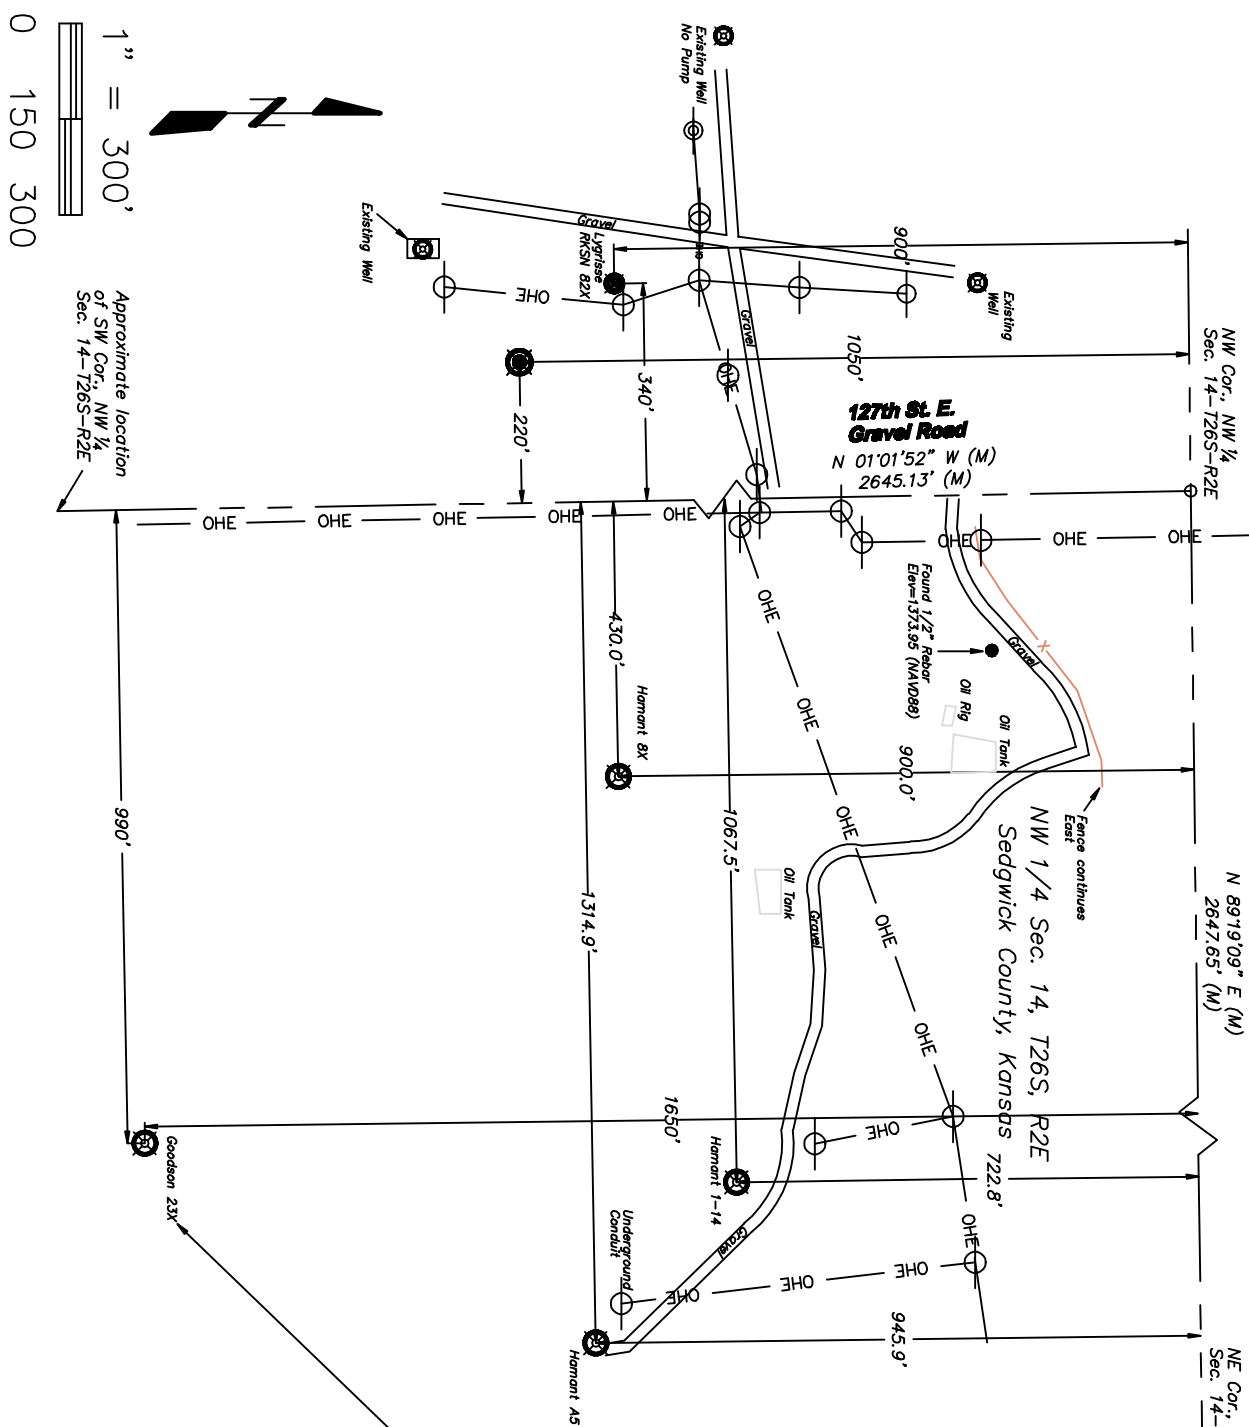 1" = 300'
0 150 300
Existing Well
No Pump
Existing Well
Gravel
Lygrisse
RKSN 82X
OHE
900'
Existing
Well
Gravel
340'
1050'
OHE
220'
127th St. E.
Gravel Road
N 01°01'52" W (M)
2645.13' (M)
NW Cor., NW ¼
Sec. 14-T26S-R2E
Approximate location
of SW Cor., NW ¼
Sec. 14-T26S-R2E
OHE
OHE
OHE
OHE
OHE
OHE
OHE
OHE
OHE
Found 1/2" Rebar
Elev=1373.95 (NAVD88)
Gravel
X
Oil Rig
Oil Tank
430.0'
Hamant 8X
OHE
900.0'
Fence continues
East
990'
1067.5'
OHE
Oil Tank
1314.9'
Gravel
OHE
NW 1/4 Sec. 14, T26S, R2E
Sedgwick County, Kansas
N 89°19'09" E (M)
2647.65' (M)
OHE
1650'
OHE
722.8'
Goodson 23X
Hamant 1-14
Underground
Conduit
Gravel
OHE
OHE
OHE
OHE
OHE
945.9'
Hamant A5
NE Cor.,
Sec. 14-